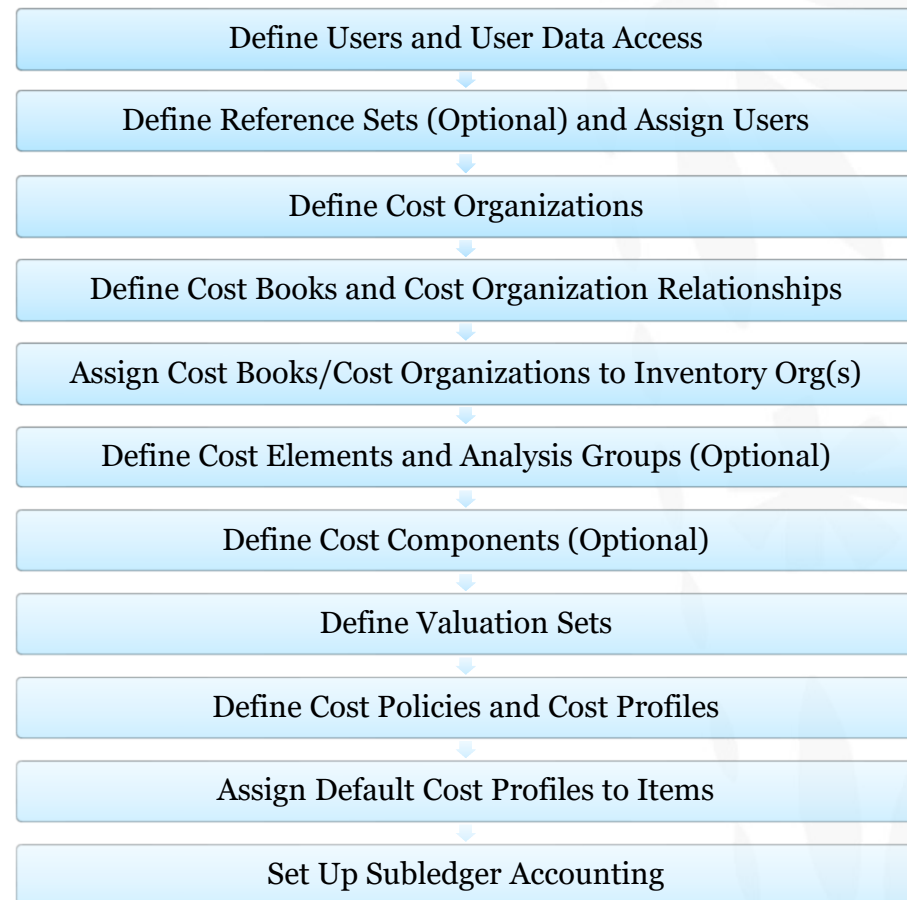 Define Users and User Data Access
Define Reference Sets (Optional) and Assign Users
Define Cost Organizations
Define Cost Books and Cost Organization Relationships
Assign Cost Books/Cost Organizations to Inventory Org(s)
Define Cost Elements and Analysis Groups (Optional)
Define Cost Components (Optional)
Define Valuation Sets
Define Cost Policies and Cost Profiles
Assign Default Cost Profiles to Items
Set Up Subledger Accounting